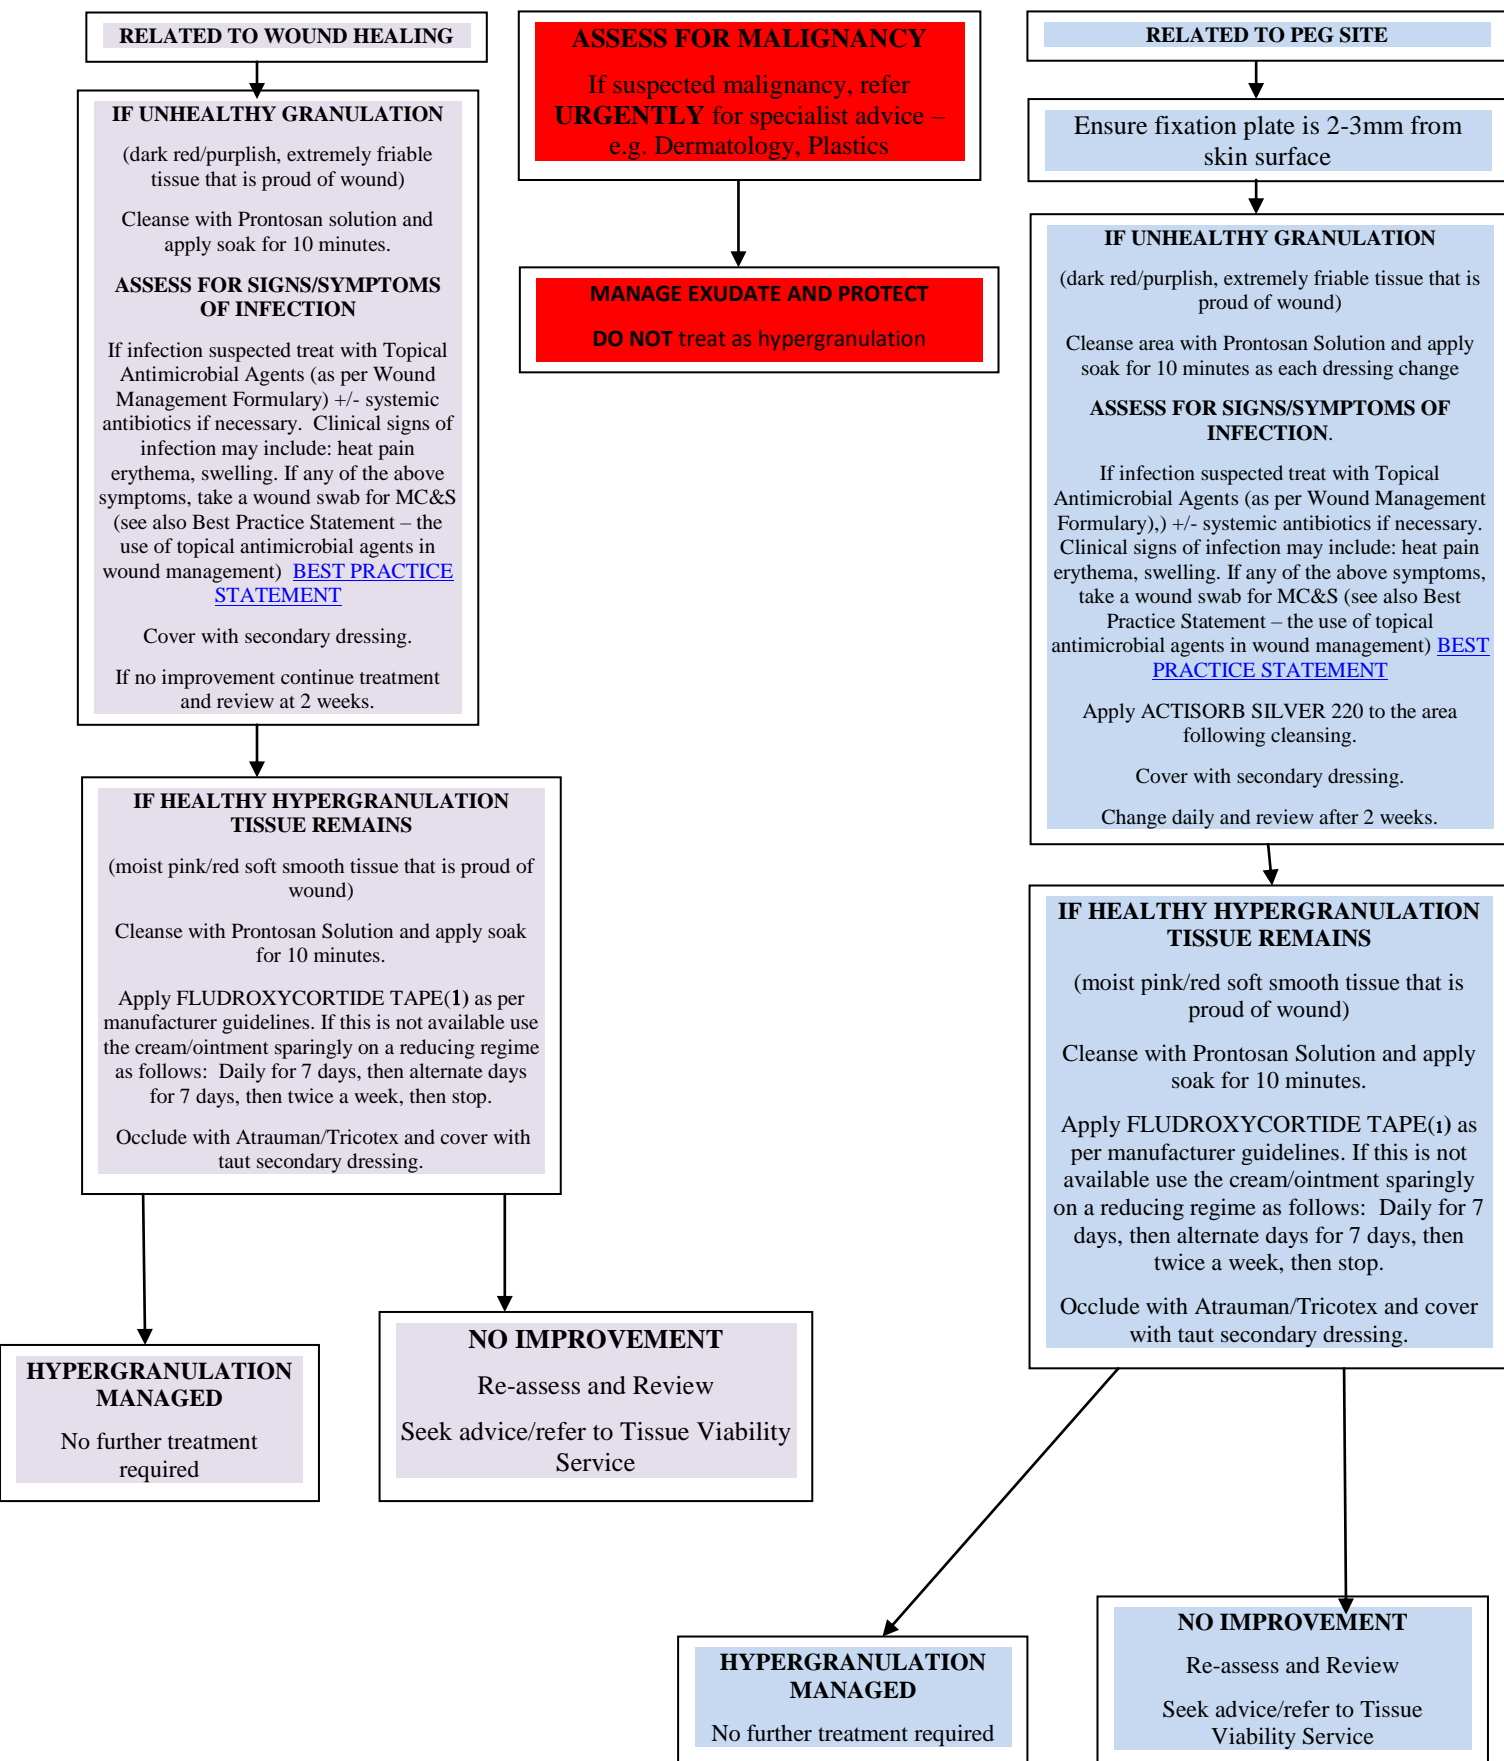 RELATED TO WOUND HEALING
IF UNHEALTHY GRANULATION
(dark red/purplish, extremely friable
tissue that is proud of wound)
Cleanse with Prontosan solution and
apply soak for 10 minutes.
ASSESS FOR SIGNS/SYMPTOMS
OF INFECTION
If infection suspected treat with Topical
Antimicrobial Agents (as per Wound
Management Formulary) +/- systemic
antibiotics if necessary.  Clinical signs of
infection may include: heat pain
erythema, swelling. If any of the above
symptoms, take a wound swab for MC&S
(see also Best Practice Statement – the
use of topical antimicrobial agents in
wound management)  BEST PRACTICE
STATEMENT
Cover with secondary dressing.
If no improvement continue treatment
and review at 2 weeks.
IF HEALTHY HYPERGRANULATION
TISSUE REMAINS
(moist pink/red soft smooth tissue that is proud of
wound)
Cleanse with Prontosan Solution and apply soak
for 10 minutes.
Apply FLUDROXYCORTIDE TAPE(1) as per
manufacturer guidelines. If this is not available use
the cream/ointment sparingly on a reducing regime
as follows:  Daily for 7 days, then alternate days
for 7 days, then twice a week, then stop.
Occlude with Atrauman/Tricotex and cover with
taut secondary dressing.
HYPERGRANULATION
MANAGED
No further treatment
required
NO IMPROVEMENT
Re-assess and Review
Seek advice/refer to Tissue Viability
Service
ASSESS FOR MALIGNANCY
If suspected malignancy, refer
URGENTLY for specialist advice –
e.g. Dermatology, Plastics
MANAGE EXUDATE AND PROTECT
DO NOT treat as hypergranulation
RELATED TO PEG SITE
Ensure fixation plate is 2-3mm from
skin surface
IF UNHEALTHY GRANULATION
(dark red/purplish, extremely friable tissue that is
proud of wound)
Cleanse area with Prontosan Solution and apply
soak for 10 minutes as each dressing change
ASSESS FOR SIGNS/SYMPTOMS OF
INFECTION.
If infection suspected treat with Topical
Antimicrobial Agents (as per Wound Management
Formulary),) +/- systemic antibiotics if necessary.
Clinical signs of infection may include: heat pain
erythema, swelling. If any of the above symptoms,
take a wound swab for MC&S (see also Best
Practice Statement – the use of topical
antimicrobial agents in wound management) BEST
PRACTICE STATEMENT
Apply ACTISORB SILVER 220 to the area
following cleansing.
Cover with secondary dressing.
Change daily and review after 2 weeks.
IF HEALTHY HYPERGRANULATION
TISSUE REMAINS
(moist pink/red soft smooth tissue that is
proud of wound)
Cleanse with Prontosan Solution and apply
soak for 10 minutes.
Apply FLUDROXYCORTIDE TAPE(1) as
per manufacturer guidelines. If this is not
available use the cream/ointment sparingly
on a reducing regime as follows:  Daily for 7
days, then alternate days for 7 days, then
twice a week, then stop.
Occlude with Atrauman/Tricotex and cover
with taut secondary dressing.
HYPERGRANULATION
MANAGED
No further treatment required
NO IMPROVEMENT
Re-assess and Review
Seek advice/refer to Tissue
Viability Service